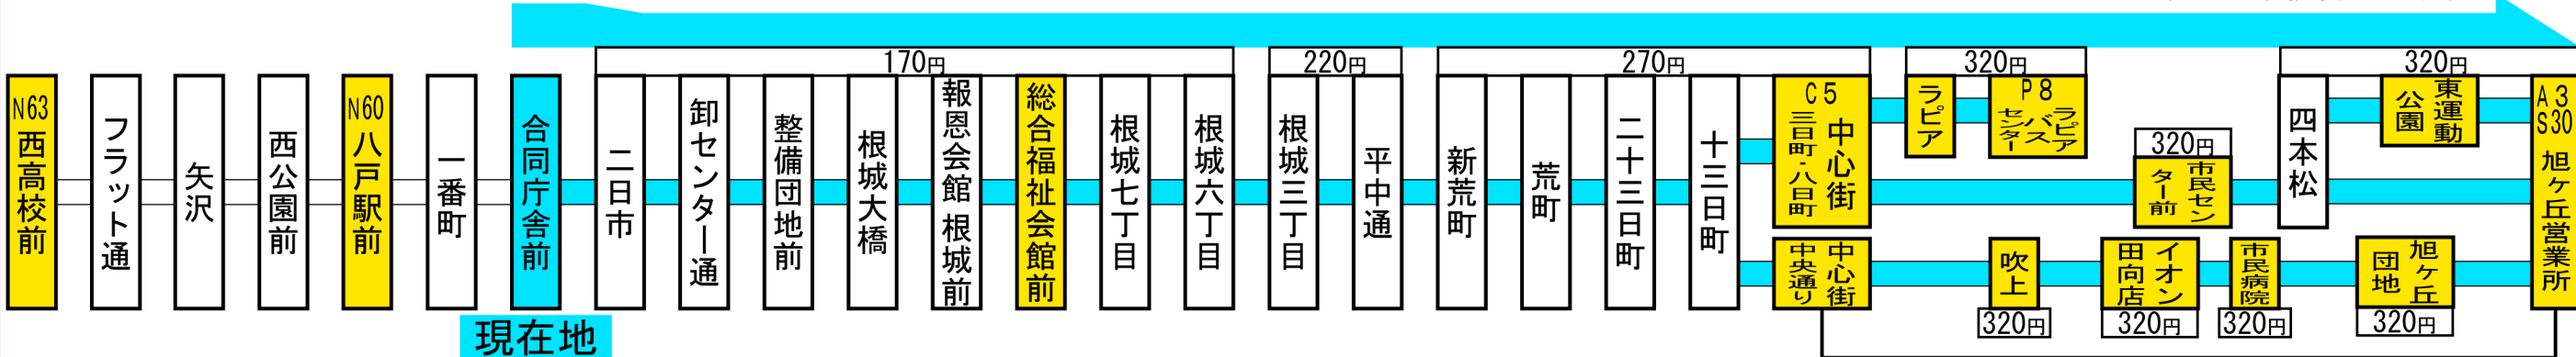 170円
220円
270円
320円
320円
N63
西高校前
フラット通
矢沢
西公園前
N60
八戸駅前
一番町
合同庁舎前
二日市
卸センター通
整備団地前
根城大橋
報恩会館 根城前
総合福祉会館前
根城七丁目
根城六丁目
根城三丁目
平中通
新荒町
荒町
二十三日町
十三日町
C5
中心街
三日町・八日町
中心街
中央通り
ラピア
P8
ラピア
バス
センター
320円
市民セン
ター前
吹上
320円
イオン
田向店
320円
市民病院
320円
四本松
東運動
公園
旭ヶ丘
団地
320円
A3
S30
旭ヶ丘営業所
現在地